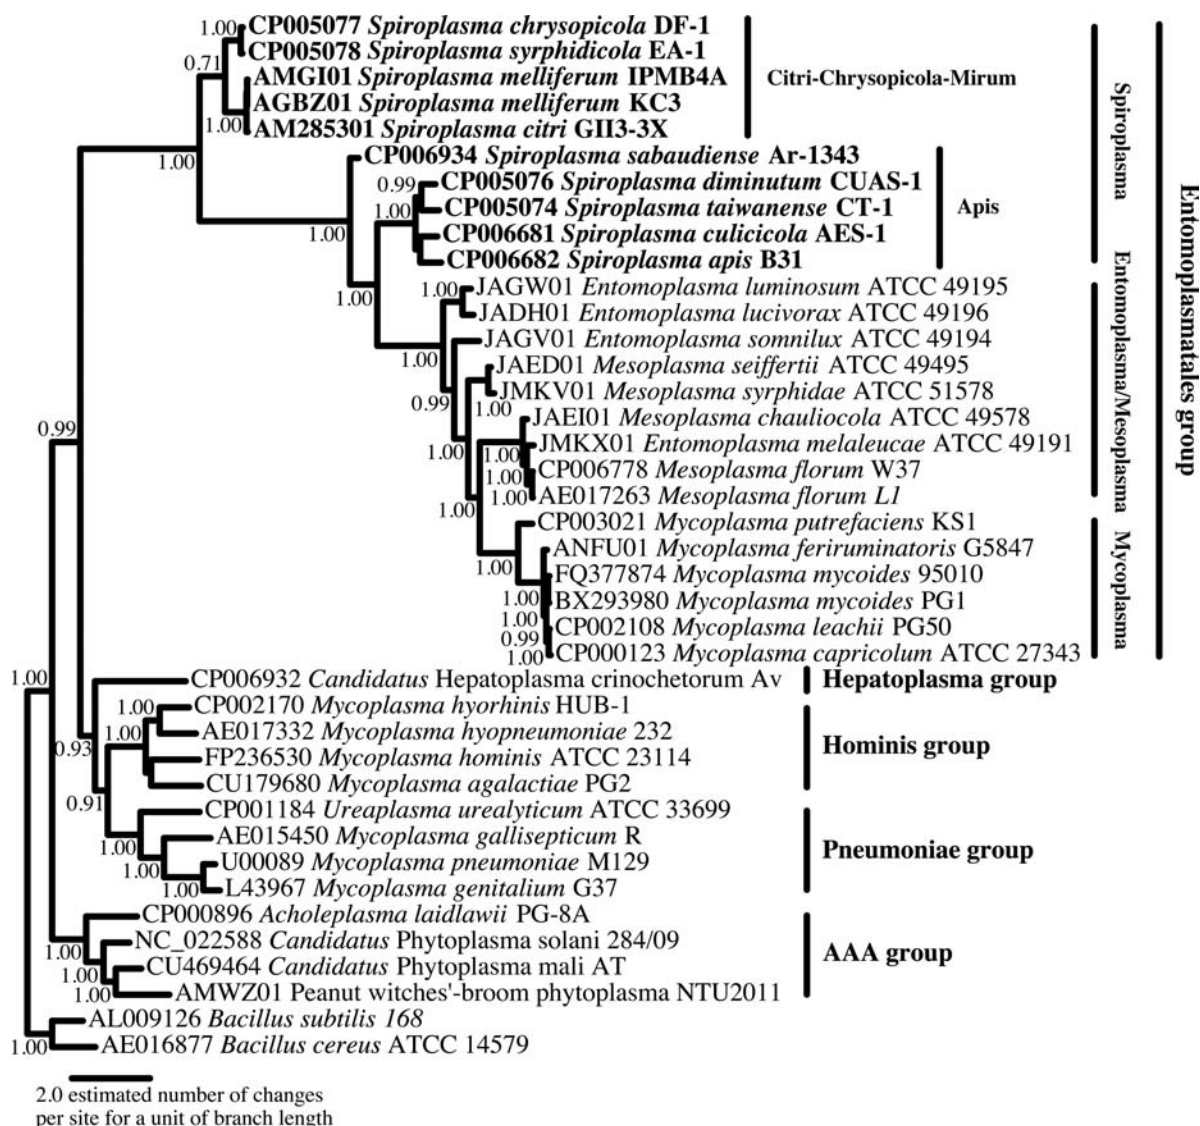 1.00
CP005077 Spiroplasma chrysopicola DF-1
CP005078 Spiroplasma syrphidicola EA-1
0.71
AMGI01 Spiroplasma melliferum IPMB4A
Citri-Chrysopicola-Mirum
AGBZ01 Spiroplasma melliferum KC3
1.00
AM285301 Spiroplasma citri GII3-3X
1.00
CP006934 Spiroplasma sabaudiense Ar-1343
0.99
CP005076 Spiroplasma diminutum CUAS-1
1.00
CP005074 Spiroplasma taiwanense CT-1
Apis
1.00
CP006681 Spiroplasma culicicola AES-1
CP006682 Spiroplasma apis B31
Spiroplasma
1.00
JAGW01 Entomoplasma luminosum ATCC 49195
1.00
JADH01 Entomoplasma lucivorax ATCC 49196
JAGV01 Entomoplasma somnilux ATCC 49194
1.00
JAED01 Mesoplasma seiffertii ATCC 49495
JMKV01 Mesoplasma syrphidae ATCC 51578
0.99
1.00
JAEI01 Mesoplasma chauliocola ATCC 49578
0.99
JMKX01 Entomoplasma melaleucae ATCC 49191
1.00
1.00
CP006778 Mesoplasma florum W37
1.00
AE017263 Mesoplasma florum L1
1.00
1.00
Entomoplasma/Mesoplasma
CP003021 Mycoplasma putrefaciens KS1
ANFU01 Mycoplasma feriruminatoris G5847
1.00
FQ377874 Mycoplasma mycoides 95010
1.00
BX293980 Mycoplasma mycoides PG1
1.00
CP002108 Mycoplasma leachii PG50
0.99
CP000123 Mycoplasma capricolum ATCC 27343
1.00
Mycoplasma
Entomoplasmatales group
1.00
CP006932 Candidatus Hepatoplasma crinochetorum Av
Hepatoplasma group
1.00
CP002170 Mycoplasma hyorhinis HUB-1
1.00
AE017332 Mycoplasma hyopneumoniae 232
Hominis group
0.93
FP236530 Mycoplasma hominis ATCC 23114
CU179680 Mycoplasma agalactiae PG2
0.91
CP001184 Ureaplasma urealyticum ATCC 33699
AE015450 Mycoplasma gallisepticum R
1.00
Pneumoniae group
U00089 Mycoplasma pneumoniae M129
1.00
L43967 Mycoplasma genitalium G37
1.00
CP000896 Acholeplasma laidlawii PG-8A
NC_022588 Candidatus Phytoplasma solani 284/09
1.00
AAA group
CU469464 Candidatus Phytoplasma mali AT
1.00
AMWZ01 Peanut witches'-broom phytoplasma NTU2011
1.00
AL009126 Bacillus subtilis 168
1.00
AE016877 Bacillus cereus ATCC 14579
2.0 estimated number of changes
per site for a unit of branch length